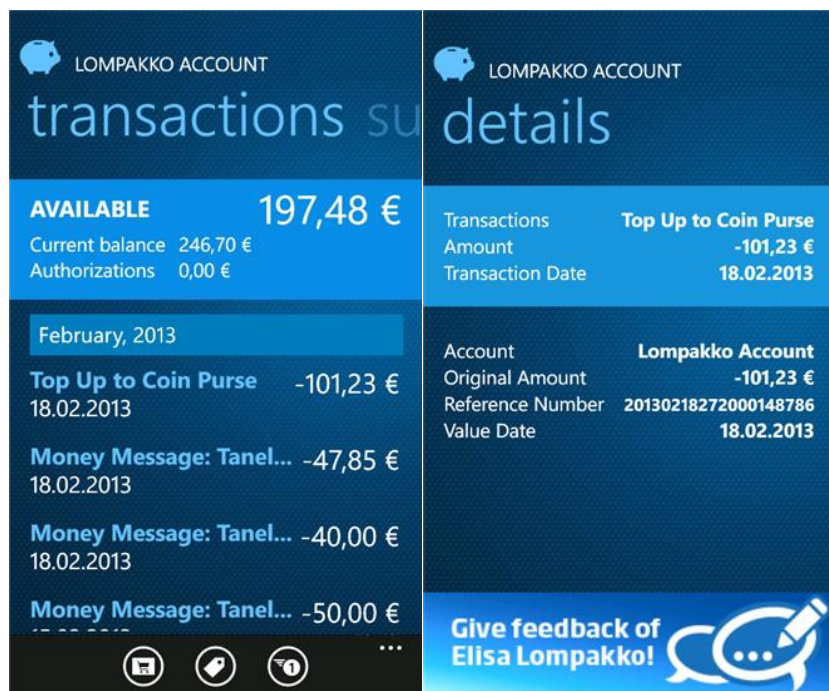 LOMPAKKO ACCOUNT
transactions su
AVAILABLE 197,48 €
Current balance 246,70 €
Authorizations 0,00 €
February, 2013
Top Up to Coin Purse -101,23 €
18.02.2013
Money Message: Tanel... -47,85 €
18.02.2013
Money Message: Tanel... -40,00 €
18.02.2013
Money Message: Tanel... -50,00 €
1
...
LOMPAKKO ACCOUNT
details
Transactions Top Up to Coin Purse
Amount -101,23 €
Transaction Date 18.02.2013
Account Lompakko Account
Original Amount -101,23 €
Reference Number 20130218272000148786
Value Date 18.02.2013
Give feedback of
Elisa Lompakko!